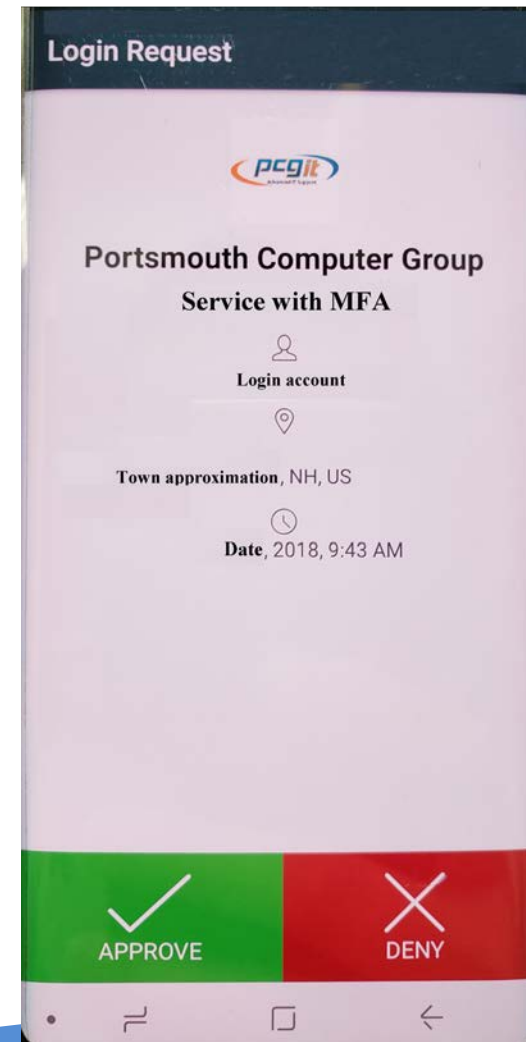 Login Request
pcgit
Portsmouth Computer Group
Service with MFA
Login account
Town approximation, NH, US
Date, 2018, 9:43 AM
APPROVE
DENY